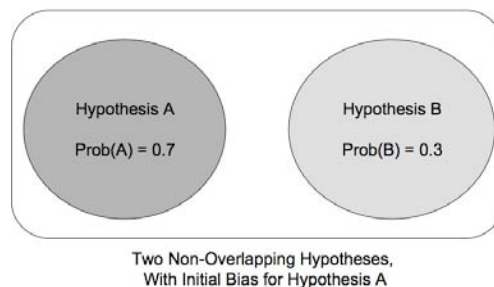 Hypothesis A
Prob(A) = 0.7
Hypothesis B
Prob(B) = 0.3
Two Non-Overlapping Hypotheses,
With Initial Bias for Hypothesis A